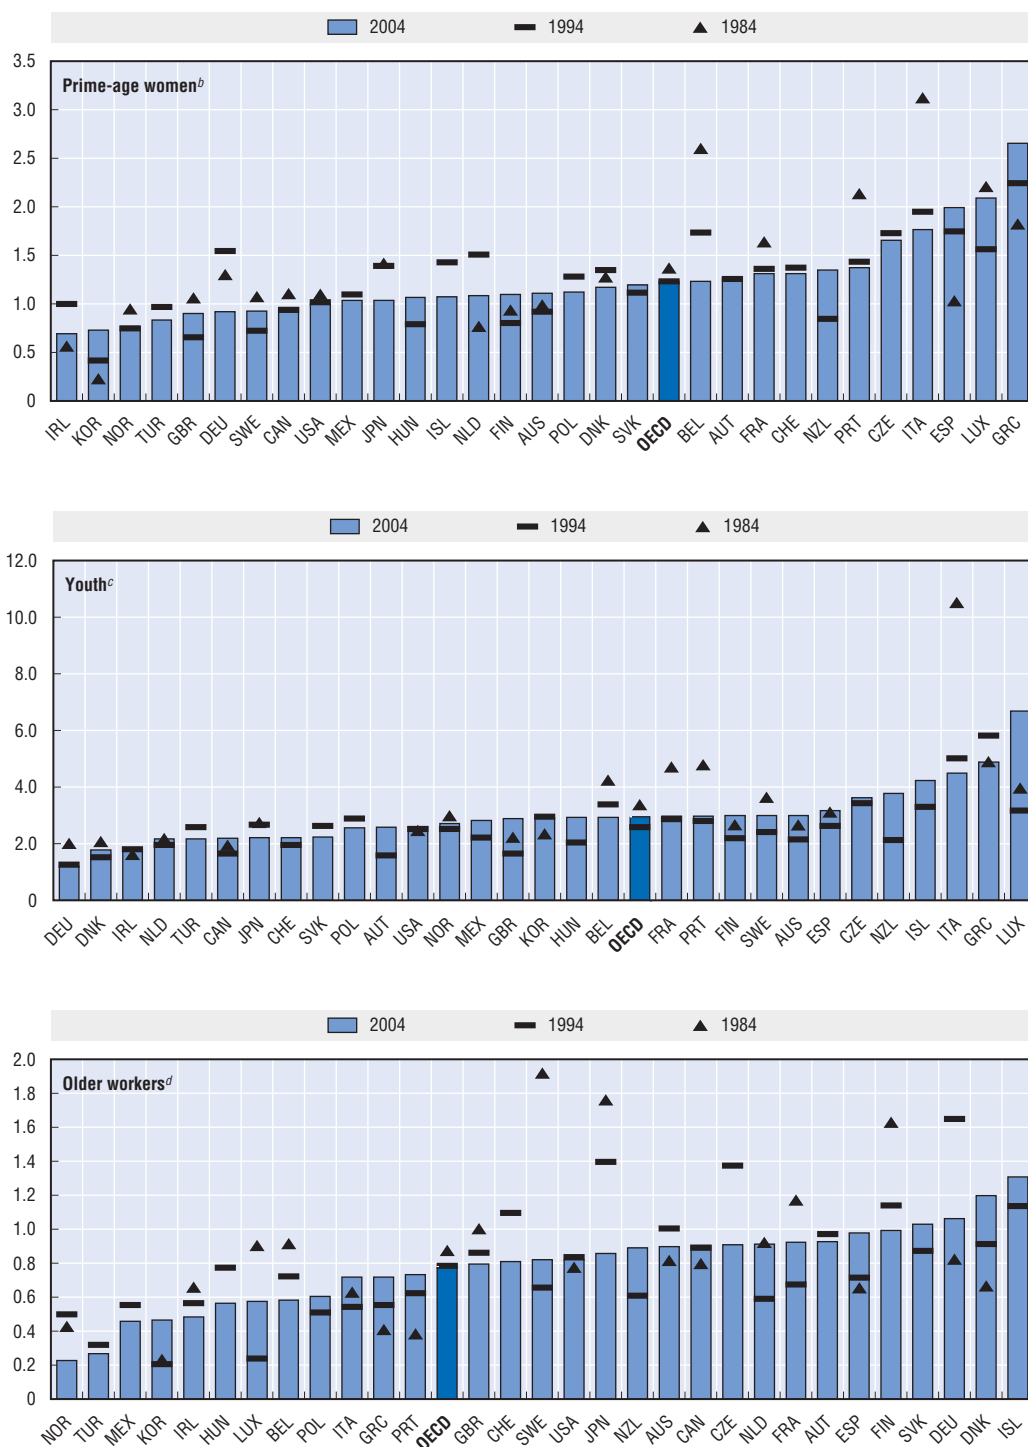 2004 1994 1984
3.5
Prime-age women b
3.0
2.5
2.0
1.5
1.0
0.5
0
IRL KOR NOR TUR GBR DEU SWE CAN USA MEX JPN HUN ISL NLD FIN AUS POL DNK SVK OECD BEL AUT FRA CHE NZL PRT CZE ITA ESP LUX GRC
2004 1994 1984
12.0
Youth c
10.0
8.0
6.0
4.0
2.0
0
DEU DNK IRL NLD TUR CAN JPN CHE SVK POL AUT USA NOR MEX GBR KOR HUN BEL OECD FRA PRT FIN SWE AUS ESP CZE NZL ISL ITA GRC LUX
2004 1994 1984
2.0
Older workers d
1.8
1.6
1.4
1.2
1.0
0.8
0.6
0.4
0.2
0
NOR TUR MEX KOR IRL HUN LUX BEL POL ITA GRC PRT OECD GBR CHE SWE USA JPN NZL AUS CAN CZE NLD FRA AUT ESP FIN SVK DEU DNK ISL